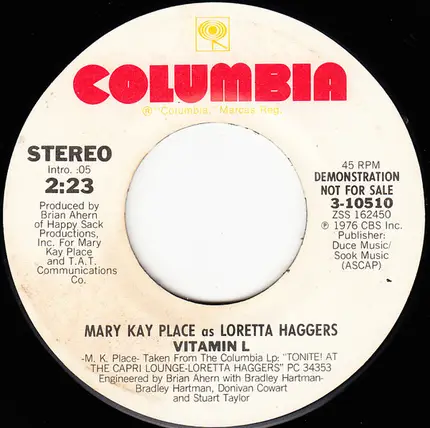 COLUMBIA
® "Columbia," Marcas Reg.
STEREO
Intro. :05
2:23
Produced by
Brian Ahern
of Happy Sack
Productions,
Inc. For Mary
Kay Place
and T.A.T.
Communications
Co.
45 RPM
DEMONSTRATION
NOT FOR SALE
3-10510
ZSS 162450
℗ 1976 CBS Inc.
Publisher:
Duce Music/
Sook Music
(ASCAP)
MARY KAY PLACE as LORETTA HAGGERS
VITAMIN L
-M. K. Place- Taken From The Columbia Lp: "TONITE! AT
THE CAPRI LOUNGE-LORETTA HAGGERS" PC 34353
Engineered by Brian Ahern with Bradley Hartman-
Bradley Hartman, Donivan Cowart
and Stuart Taylor